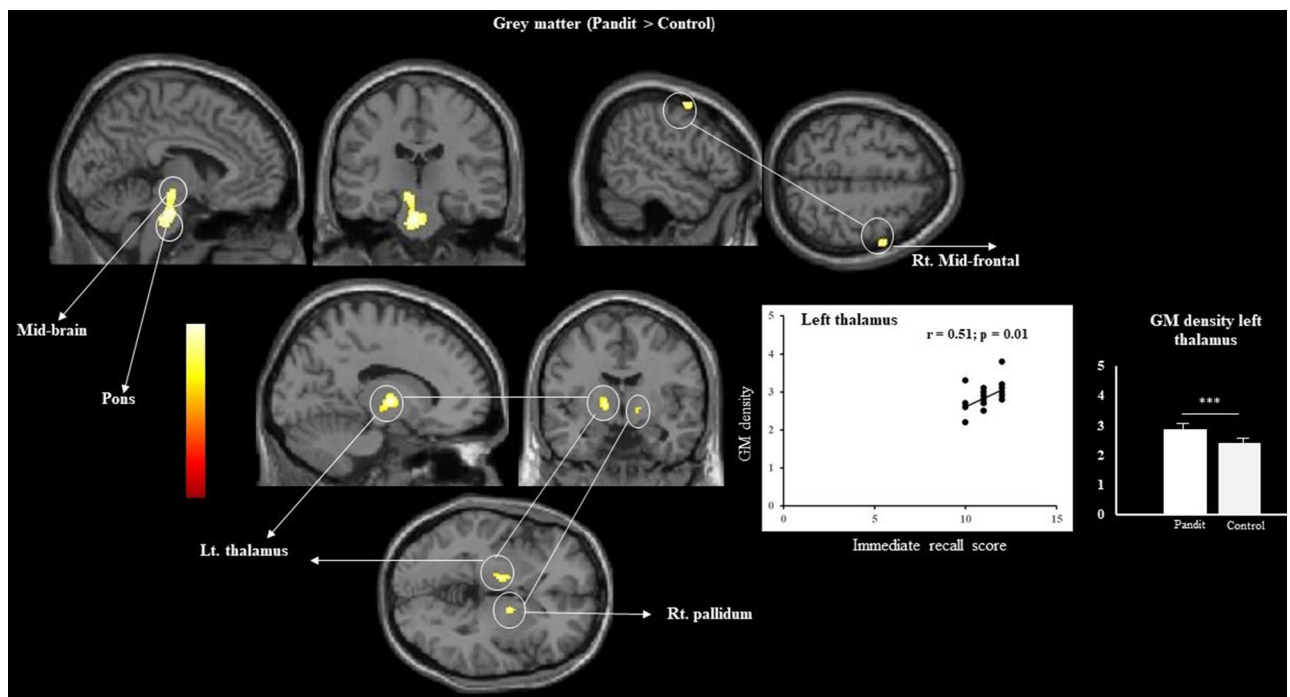 Grey matter (Pandit > Control)
Rt. Mid-frontal
Mid-brain
Pons
Lt. thalamus
Rt. pallidum
Left thalamus
r = 0.51; p = 0.01
GM density
5
4
3
2
1
0
0
5
10
15
Immediate recall score
GM density left
thalamus
5
4
3
2
1
0
***
Pandit
Control